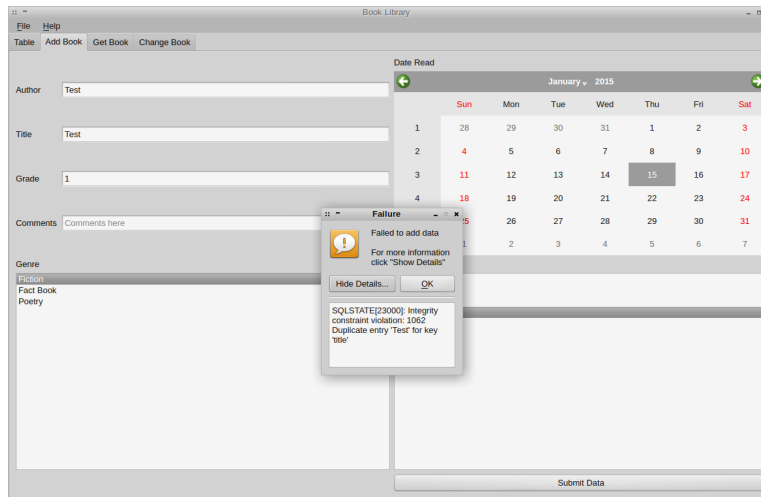 Book Library
File Help
Table Add Book Get Book Change Book
Date Read
January 2015
Sun Mon Tue Wed Thu Fri Sat
1 28 29 30 31 1 2 3
2 4 5 6 7 8 9 10
3 11 12 13 14 15 16 17
4 18 19 20 21 22 23 24
26 27 28 29 30 31
2 3 4 5 6 7
Author Test
Title Test
Grade 1
Comments Comments here
Genre
Fiction
Fact Book
Poetry
Failure
Failed to add data
For more information
click "Show Details"
Hide Details... OK
SQLSTATE[23000]: Integrity
constraint violation: 1062
Duplicate entry 'Test' for key
'title'
Submit Data